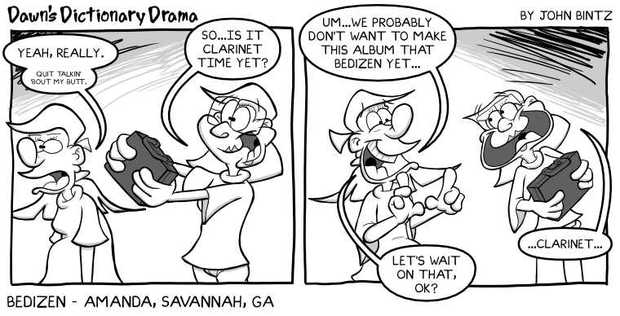 Dawn's Dictionary Drama
BY JOHN BINTZ
YEAH, REALLY.
QUIT TALKIN'
'BOUT MY BUTT.
SO...IS IT
CLARINET
TIME YET?
UM...WE PROBABLY
DON'T WANT TO MAKE
THIS ALBUM THAT
BEDIZEN YET...
LET'S WAIT
ON THAT,
OK?
...CLARINET...
BEDIZEN - AMANDA, SAVANNAH, GA